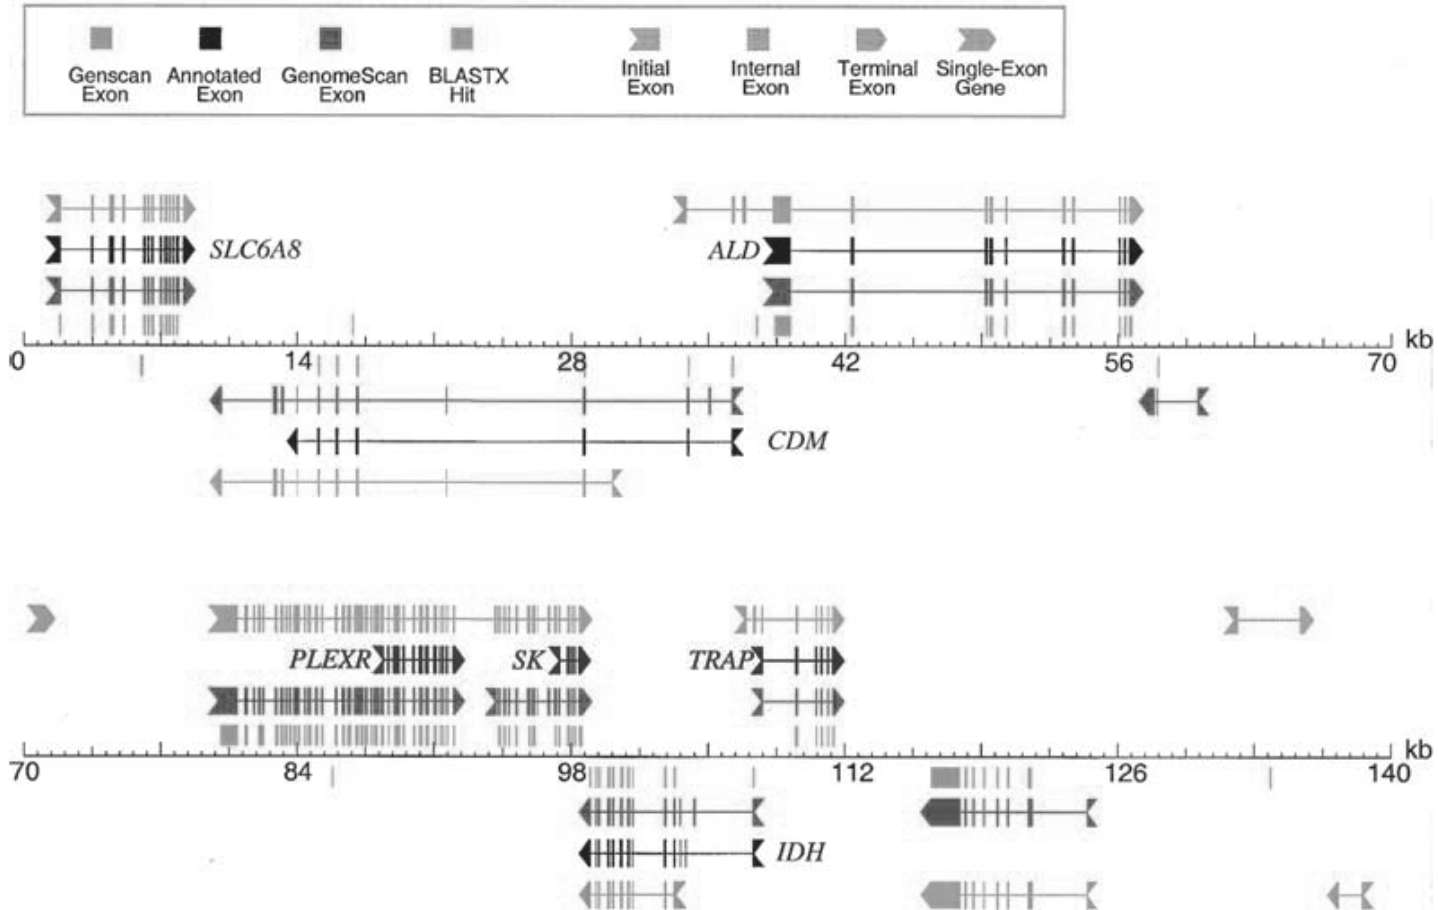 Genscan Exon
Annotated Exon
GenomeScan Exon
BLASTX Hit
Initial Exon
Internal Exon
Terminal Exon
Single-Exon Gene
SLC6A8
ALD
kb
0 14 28 42 56 70
CDM
PLEXR
SK
TRAP
kb
70 84 98 112 126 140
IDH